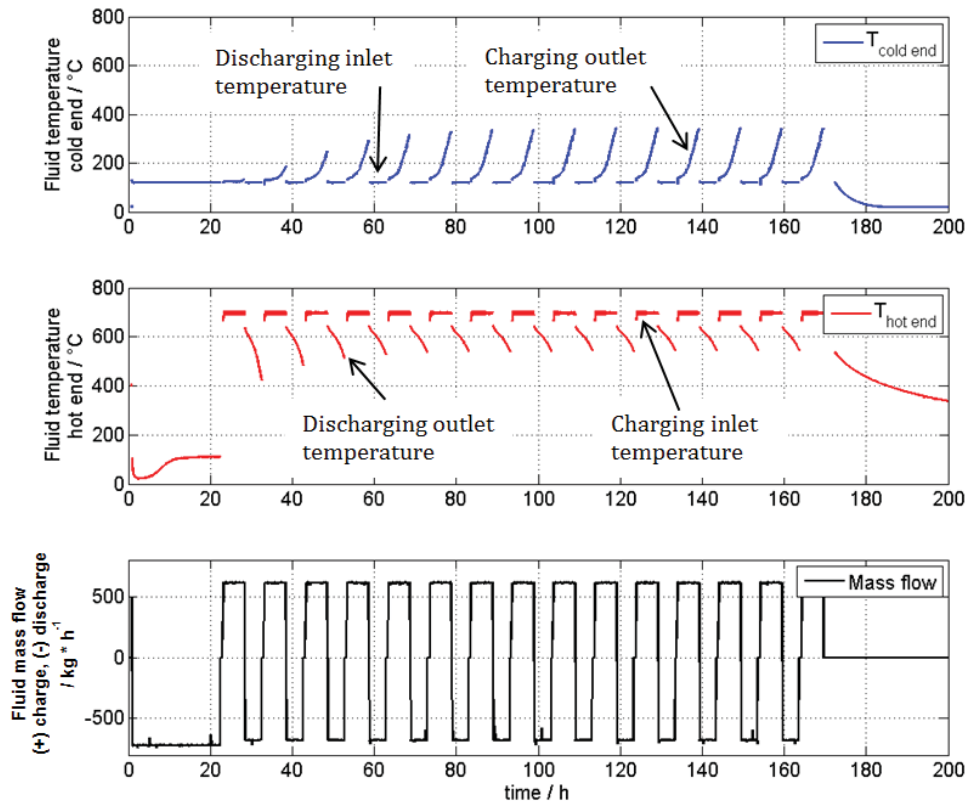 Fluid temperature
cold end / °C
800
600
400
200
0
Discharging inlet
temperature
Charging outlet
temperature
T cold end
0 20 40 60 80 100 120 140 160 180 200
Fluid temperature
hot end / °C
800
600
400
200
0
Discharging outlet
temperature
Charging inlet
temperature
T hot end
0 20 40 60 80 100 120 140 160 180 200
Fluid mass flow
(+) charge, (-) discharge
/ kg * h -1
500
0
-500
Mass flow
0 20 40 60 80 100 120 140 160 180 200
time / h